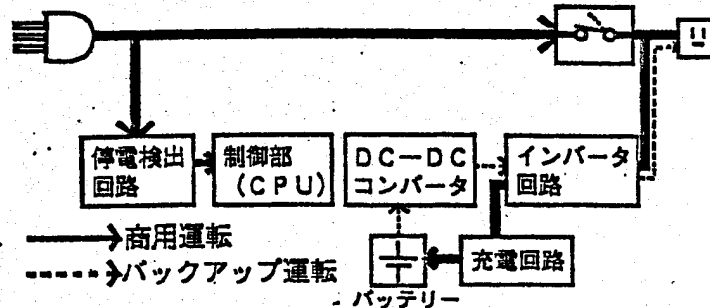 停電検出
回路
制御部
(CPU)
DC—DC
コンバータ
インバータ
回路
商用運転
バックアップ運転
充電回路
バッテリー